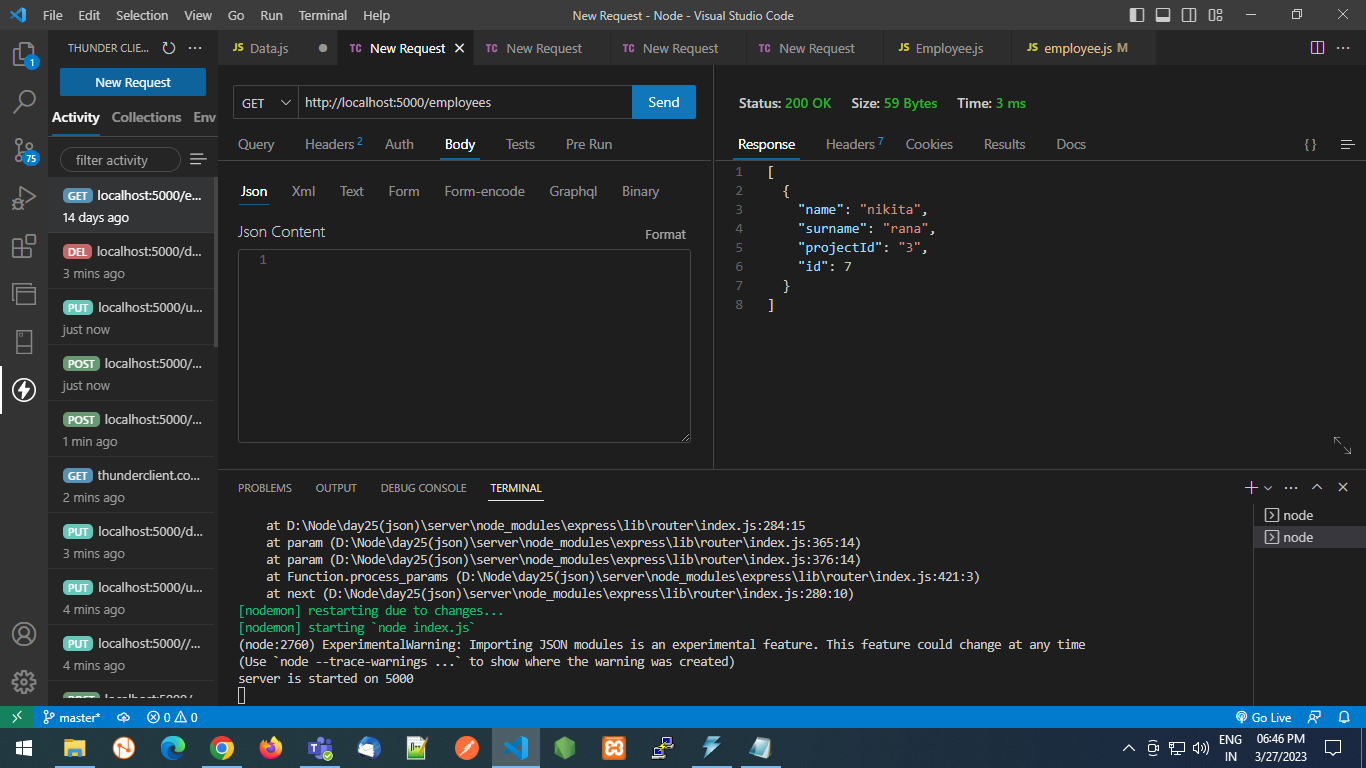 File Edit Selection View Go Run Terminal Help New Request - Node - Visual Studio Code
THUNDER CLIE...
New Request
Activity Collections Env
filter activity
GET localhost:5000/e...
14 days ago
DEL localhost:5000/d...
3 mins ago
PUT localhost:5000/u...
just now
POST localhost:5000/...
just now
POST localhost:5000/...
1 min ago
GET thunderclient.co...
2 mins ago
PUT localhost:5000/d...
3 mins ago
PUT localhost:5000/u...
4 mins ago
PUT localhost:5000//...
4 mins ago
POST localhost:5000/...
1
75
JS Data.js TC New Request TC New Request TC New Request TC New Request JS Employee.js JS employee.js M
GET http://localhost:5000/employees Send
Query Headers 2 Auth Body Tests Pre Run
Json Xml Text Form Form-encode Graphql Binary
Json Content Format
1
Status: 200 OK Size: 59 Bytes Time: 3 ms
Response Headers 7 Cookies Results Docs { }
1 [
2 {
3 "name": "nikita",
4 "surname": "rana",
5 "projectId": "3",
6 "id": 7
7 }
8 ]
PROBLEMS OUTPUT DEBUG CONSOLE TERMINAL
at D:\Node\day25(json)\server\node_modules\express\lib\router\index.js:284:15
at param (D:\Node\day25(json)\server\node_modules\express\lib\router\index.js:365:14)
at param (D:\Node\day25(json)\server\node_modules\express\lib\router\index.js:376:14)
at Function.process_params (D:\Node\day25(json)\server\node_modules\express\lib\router\index.js:421:3)
at next (D:\Node\day25(json)\server\node_modules\express\lib\router\index.js:280:10)
[nodemon] restarting due to changes...
[nodemon] starting `node index.js`
(node:2760) ExperimentalWarning: Importing JSON modules is an experimental feature. This feature could change at any time
(Use `node --trace-warnings ...` to show where the warning was created)
server is started on 5000
node
node
master* 0 0 Go Live
ENG 06:46 PM
IN 3/27/2023